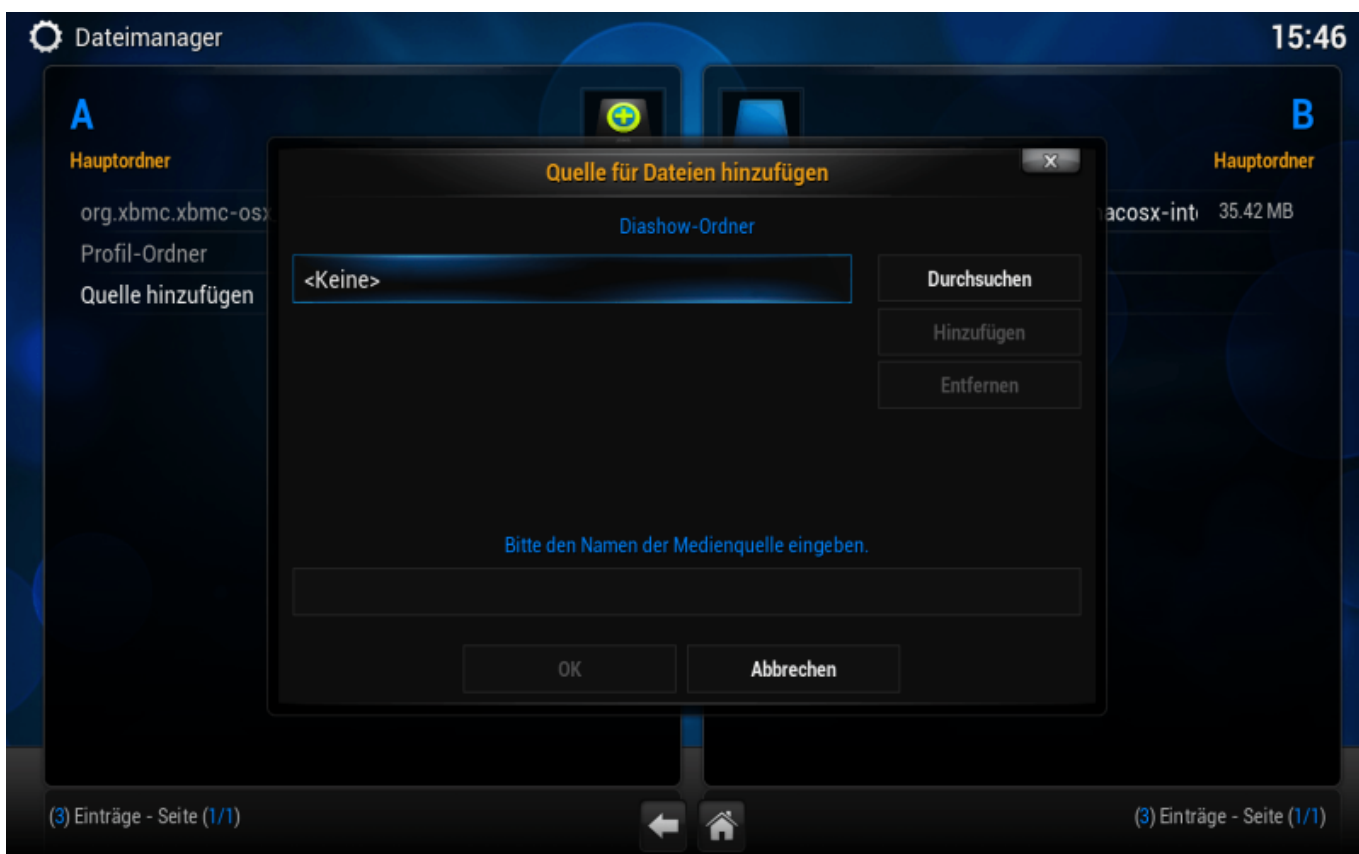 Dateimanager
15:46
A
B
Hauptordner
Hauptordner
Quelle für Dateien hinzufügen
X
org.xbmc.xbmc-osx
acosx-int
35.42 MB
Diashow-Ordner
Profil-Ordner
<Keine>
Durchsuchen
Quelle hinzufügen
Hinzufügen
Entfernen
Bitte den Namen der Medienquelle eingeben.
OK
Abbrechen
(3) Einträge - Seite (1/1)
(3) Einträge - Seite (1/1)